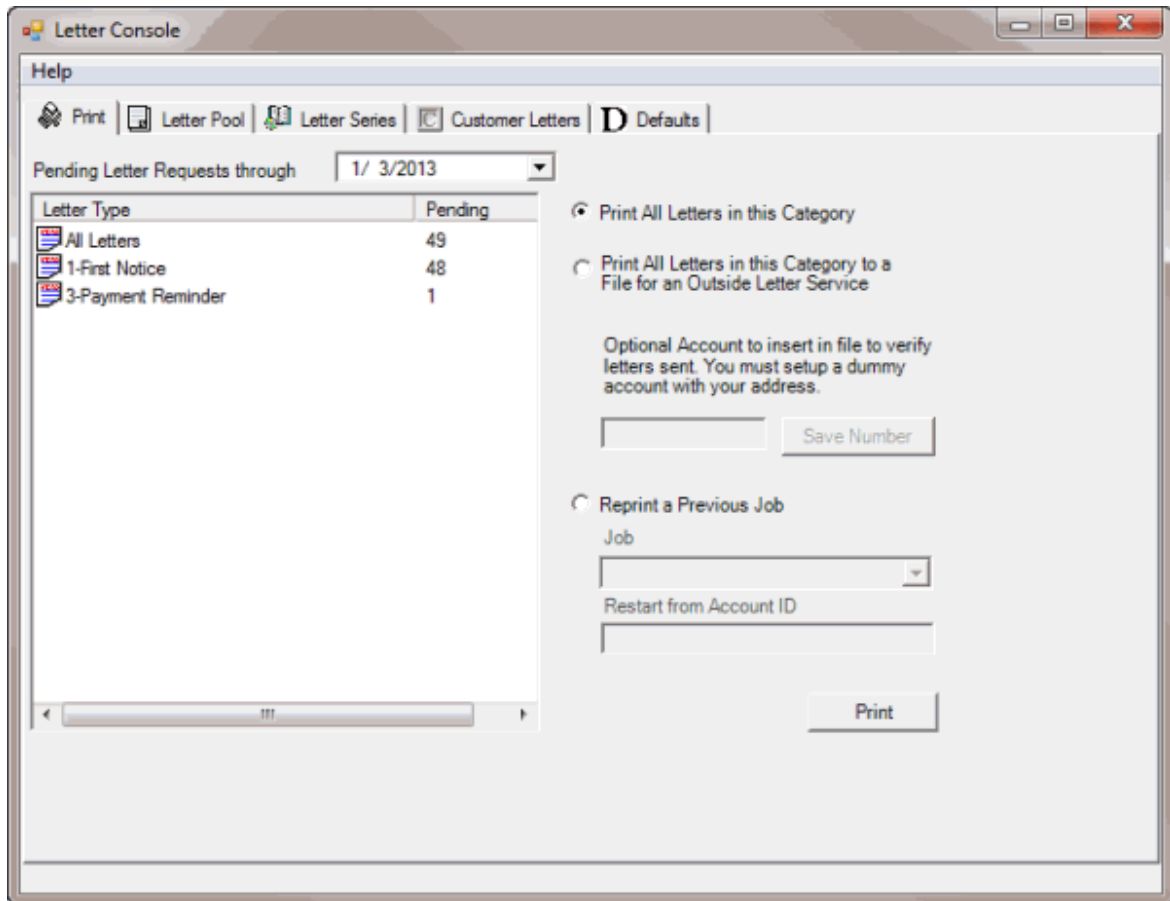 Letter Console
Help
Print Letter Pool Letter Series C Customer Letters D Defaults
Pending Letter Requests through 1/ 3/2013
Letter Type Pending
All Letters 49
1-First Notice 48
3-Payment Reminder 1
Print All Letters in this Category
Print All Letters in this Category to a
File for an Outside Letter Service
Optional Account to insert in file to verify
letters sent. You must setup a dummy
account with your address.
Save Number
Reprint a Previous Job
Job
Restart from Account ID
Print